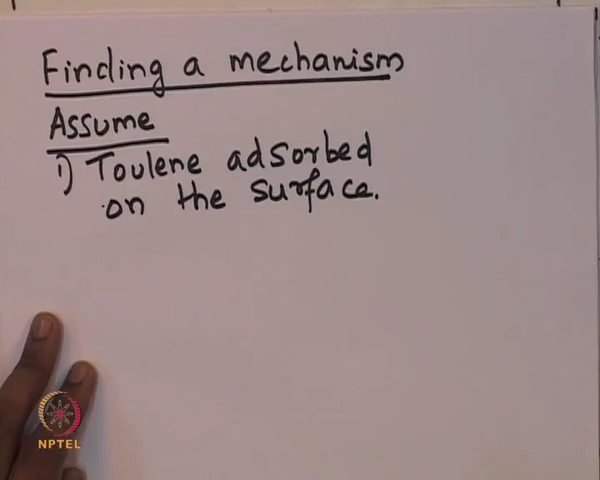 Finding a mechanism
Assume
1) Toulene adsorbed
on the surface.
NPTEL